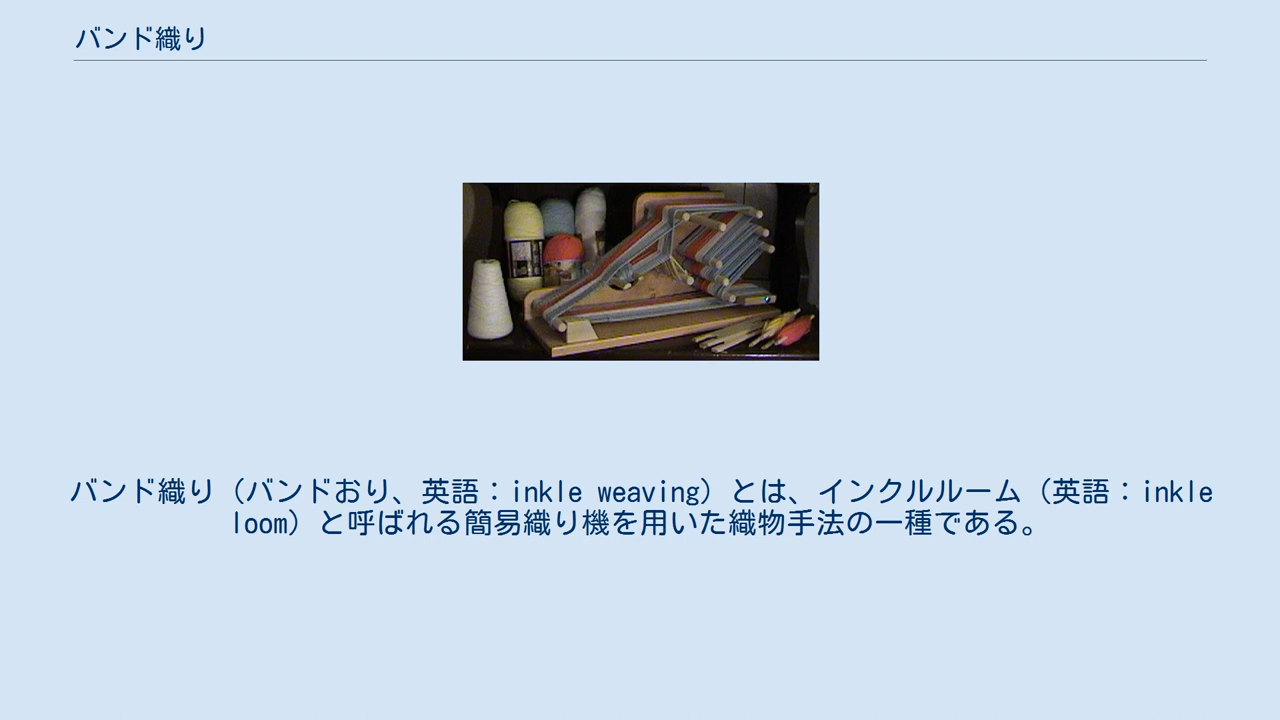 バンド織り
バンド織り（バンドおり、英語：inkle weaving）とは、インクルルーム（英語：inkle
loom）と呼ばれる簡易織り機を用いた織物手法の一種である。